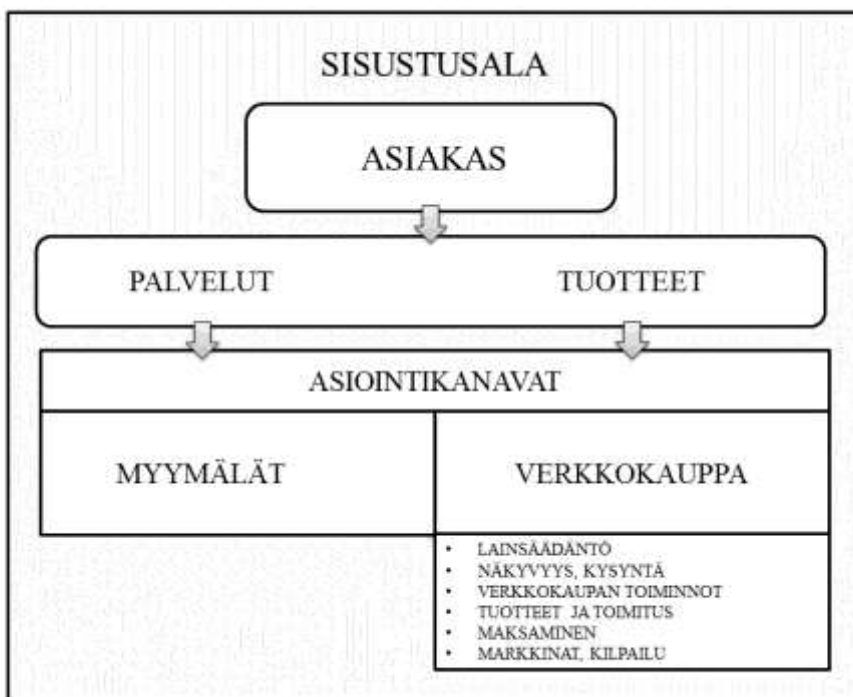 SISUSTUSALA
ASIAKAS
PALVELUT TUOTTEET
ASIOINTIKANAVAT
MYYMÄLÄT VERKKOKAUPPA
• LAINSÄÄDÄNTÖ
• NÄKYVYYS, KYSYNTÄ
• VERKKOKAUPAN TOIMINNOT
• TUOTTEET JA TOIMITUS
• MAKSAMINEN
• MARKKINAT, KILPAILU